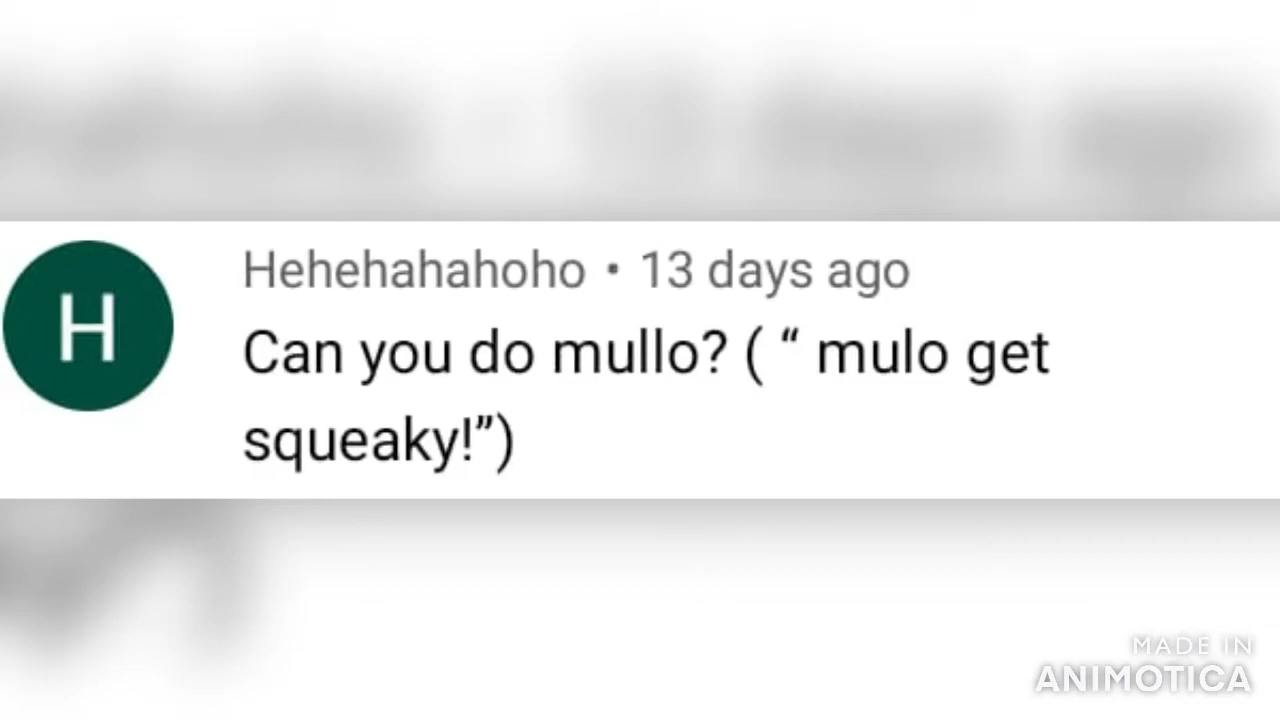 Hehehahahoho • 13 days ago
Can you do mullo? ( “ mulo get
squeaky!”)
H
MADE IN
ANIMOTICA